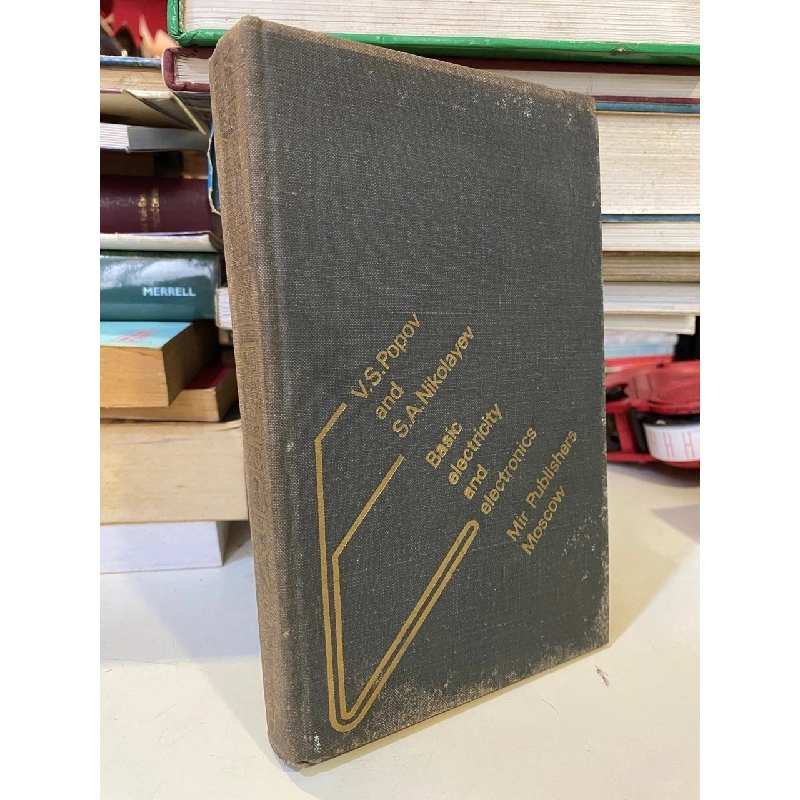 V.S.Popov
and
S.A.Nikolayev
Basic
electricity
and
electronics
Mir Publishers
Moscow
MERRELL